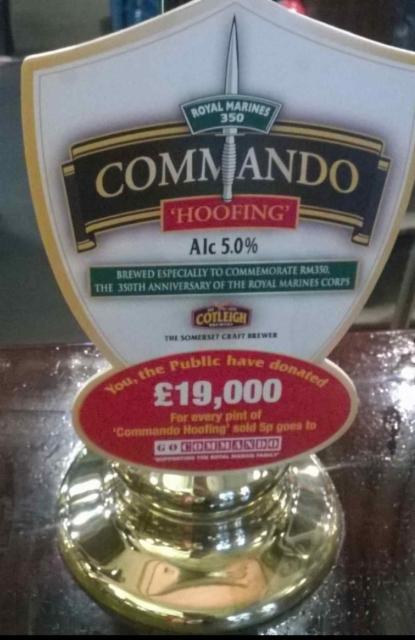 ROYAL MARINES
350
COMMANDO
'HOOFING'
Alc 5.0%
BREWED ESPECIALLY TO COMMEMORATE RM350,
THE 350TH ANNIVERSARY OF THE ROYAL MARINES CORPS
COTLEIGH
BREWERY
THE SOMERSET CRAFT BREWER
You, the Public have donated
£19,000
For every pint of
'Commando Hoofing' sold 5p goes to
GO COMMANDO
SUPPORTING THE ROYAL MARINE FAMILY